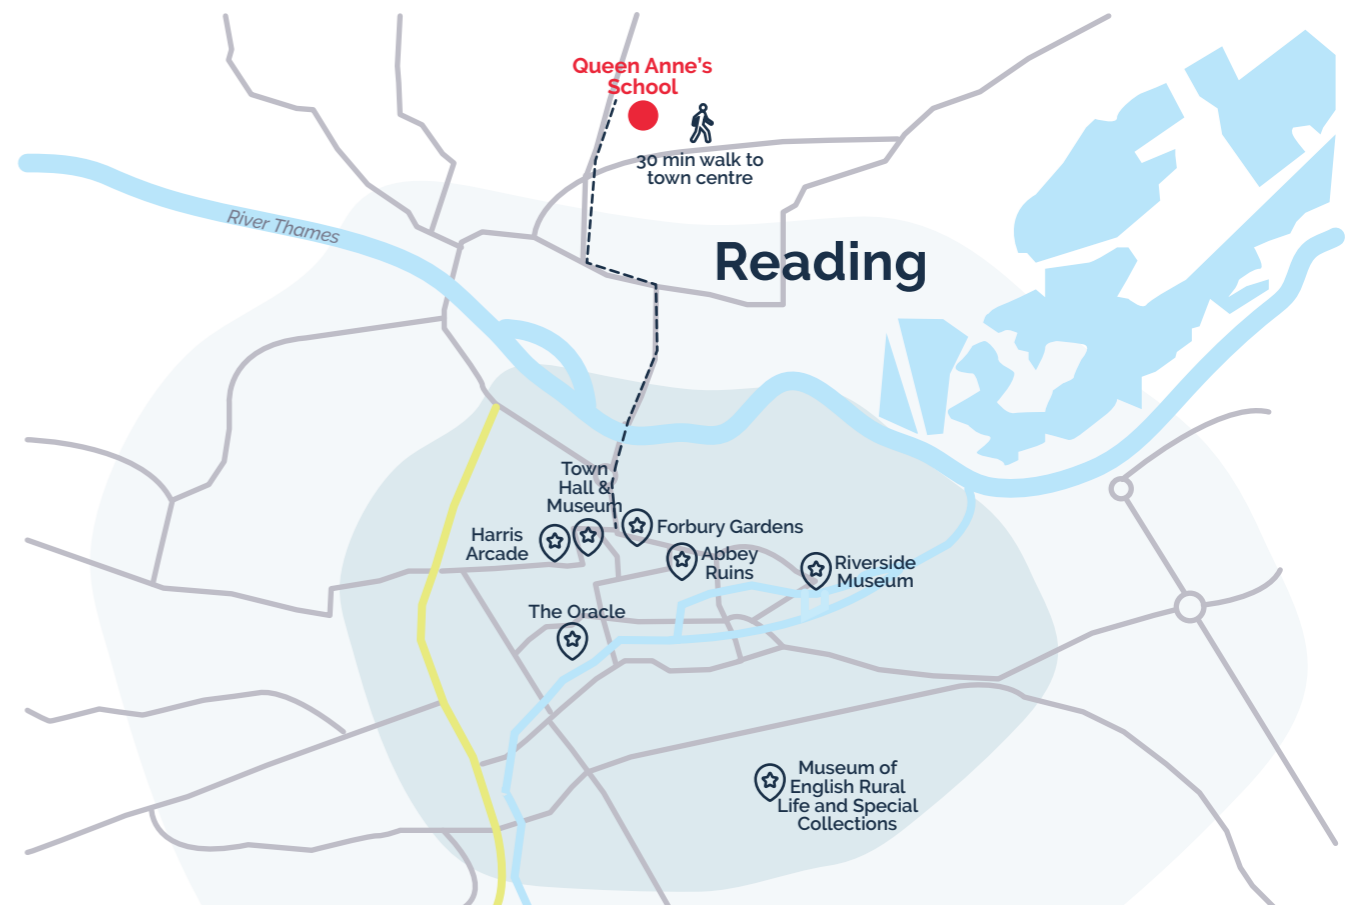 Queen Anne’s
School
30 min walk to
town centre
River Thames
Reading
Town
Hall &
Museum
Harris
Arcade
Forbury Gardens
Abbey
Ruins
Riverside
Museum
The Oracle
Museum of
English Rural
Life and Special
Collections